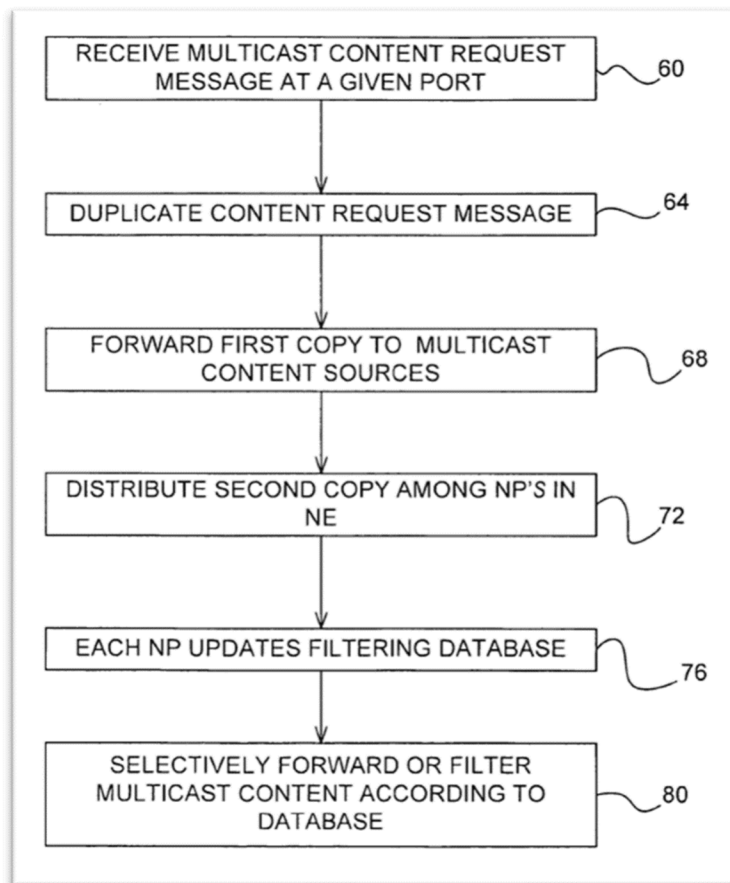 RECEIVE MULTICAST CONTENT REQUEST
MESSAGE AT A GIVEN PORT
60
DUPLICATE CONTENT REQUEST MESSAGE
64
FORWARD FIRST COPY TO MULTICAST
CONTENT SOURCES
68
DISTRIBUTE SECOND COPY AMONG NP'S IN
NE
72
EACH NP UPDATES FILTERING DATABASE
76
SELECTIVELY FORWARD OR FILTER
MULTICAST CONTENT ACCORDING TO
DATABASE
80